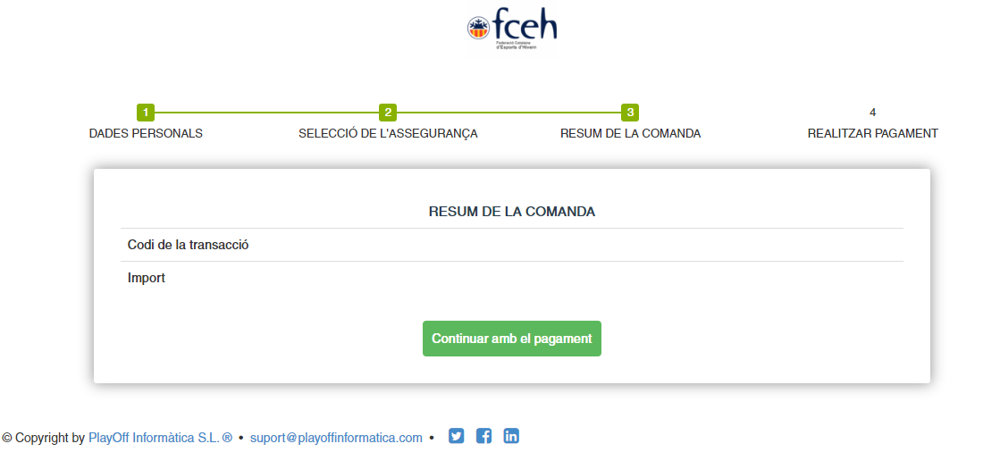 fceh
Federació Catalana
d'Esports d'Hivern
1
2
3
4
DADES PERSONALS
SELECCIÓ DE L'ASSEGURANÇA
RESUM DE LA COMANDA
REALITZAR PAGAMENT
RESUM DE LA COMANDA
Codi de la transacció
Import
Continuar amb el pagament
© Copyright by PlayOff Informàtica S.L. ® • suport@playoffinformatica.com •